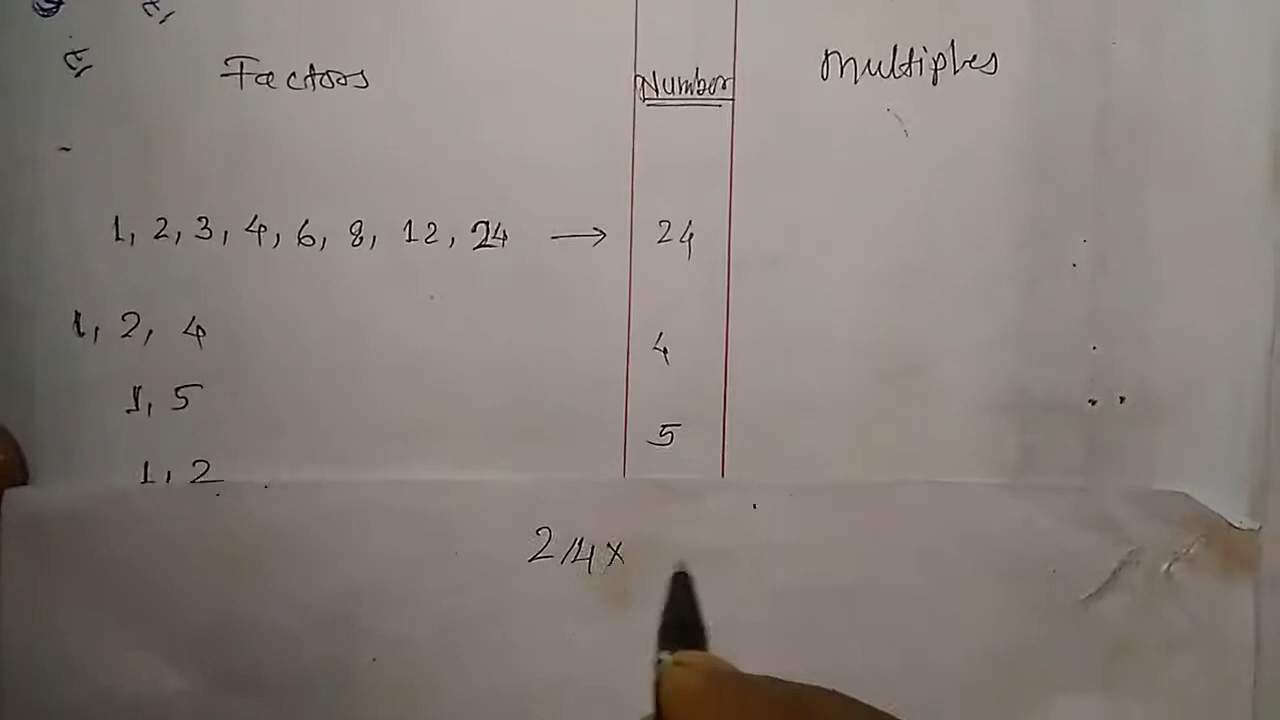 Factors Number Multiples
1, 2, 3, 4, 6, 8, 12, 24 → 24
1, 2, 4 4
1, 5 5
1, 2
24x